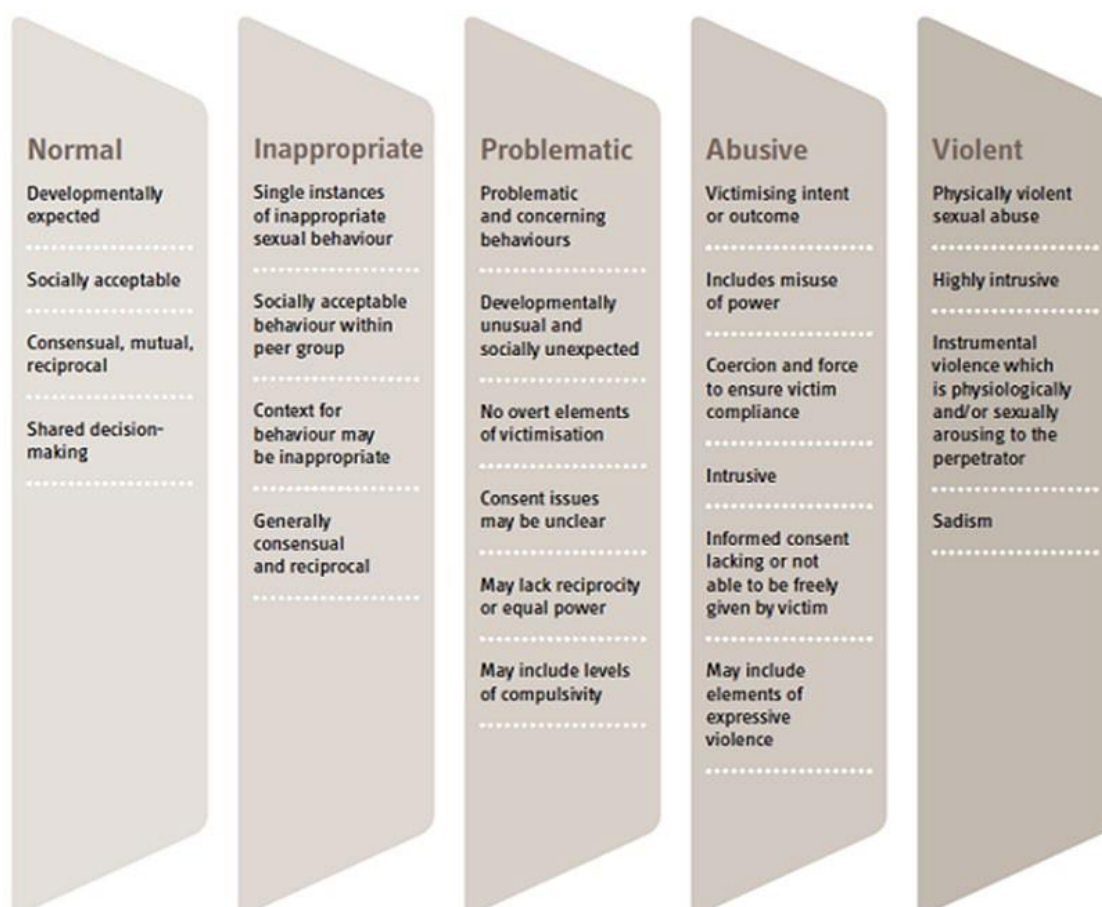 Normal
Developmentally
expected
Socially acceptable
Consensual, mutual,
reciprocal
Shared decision-
making
Inappropriate
Single instances
of inappropriate
sexual behaviour
Socially acceptable
behaviour within
peer group
Context for
behaviour may
be inappropriate
Generally
consensual
and reciprocal
Problematic
Problematic
and concerning
behaviours
Developmentally
unusual and
socially unexpected
No overt elements
of victimisation
Consent issues
may be unclear
May lack reciprocity
or equal power
May include levels
of compulsivity
Abusive
Victimising intent
or outcome
Includes misuse
of power
Coercion and force
to ensure victim
compliance
Intrusive
Informed consent
lacking or not
able to be freely
given by victim
May include
elements of
expressive
violence
Violent
Physically violent
sexual abuse
Highly intrusive
Instrumental
violence which
is physiologically
and/or sexually
arousing to the
perpetrator
Sadism